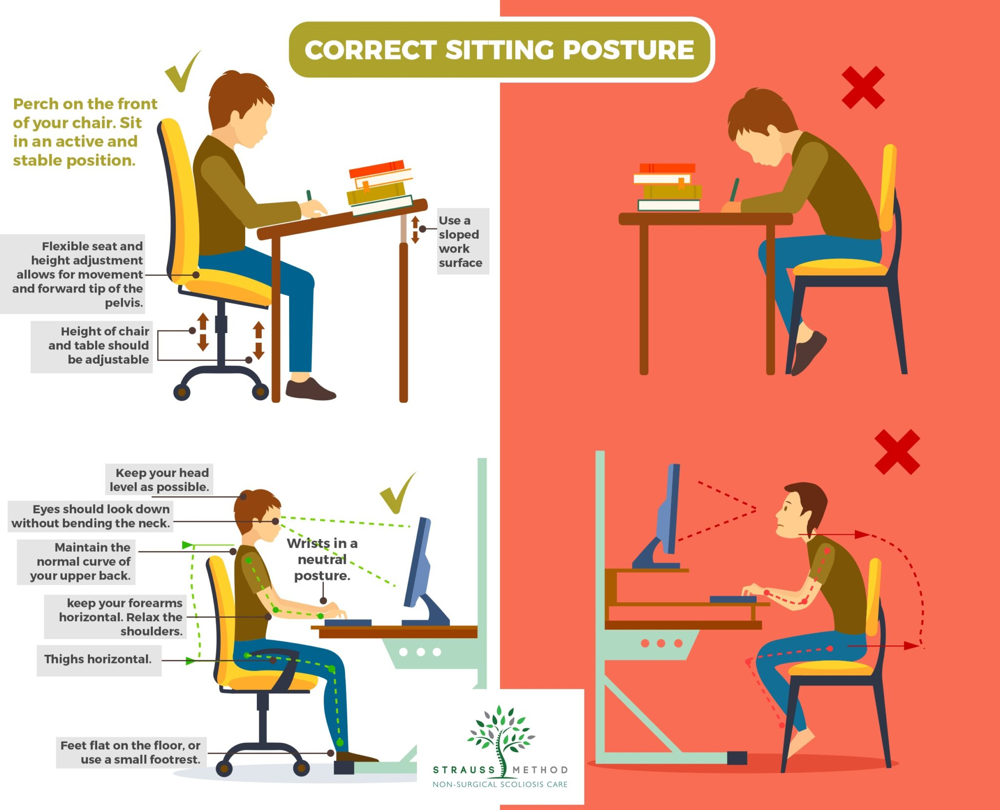 CORRECT SITTING POSTURE
Perch on the front
of your chair. Sit
in an active and
stable position.
Use a
sloped
work
surface
Flexible seat and
height adjustment
allows for movement
and forward tip of the
pelvis.
Height of chair
and table should
be adjustable
Keep your head
level as possible.
Eyes should look down
without bending the neck.
Wrists in a
neutral
posture.
Maintain the
normal curve of
your upper back.
keep your forearms
horizontal. Relax the
shoulders.
Thighs horizontal.
Feet flat on the floor, or
use a small footrest.
STRAUSS METHOD
NON-SURGICAL SCOLIOSIS CARE